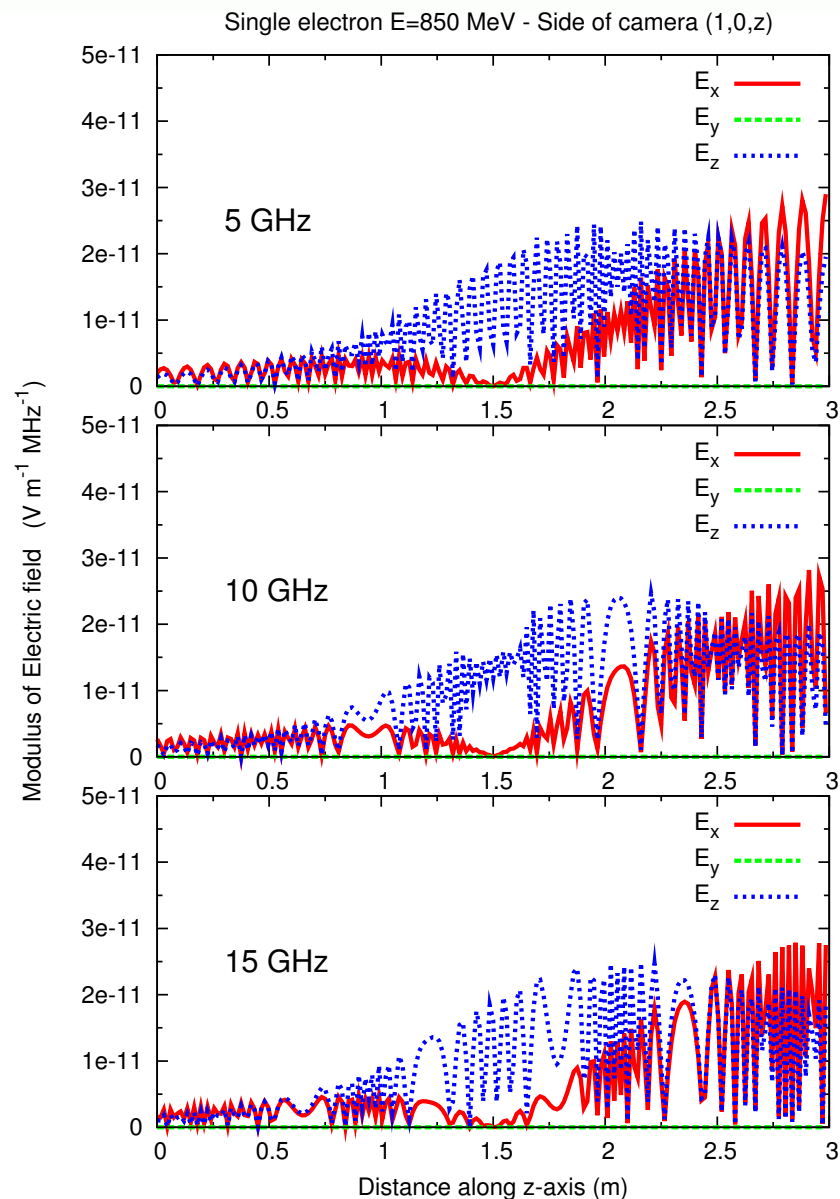 Single electron E=850 MeV - Side of camera (1,0,z)
Modulus of Electric field (V m⁻¹ MHz⁻¹)
5e-11
4e-11
3e-11
2e-11
1e-11
0
5 GHz
E_x
E_y
E_z
0 0.5 1 1.5 2 2.5 3
5e-11
4e-11
3e-11
2e-11
1e-11
0
10 GHz
E_x
E_y
E_z
0 0.5 1 1.5 2 2.5 3
5e-11
4e-11
3e-11
2e-11
1e-11
0
15 GHz
E_x
E_y
E_z
0 0.5 1 1.5 2 2.5 3
Distance along z-axis (m)